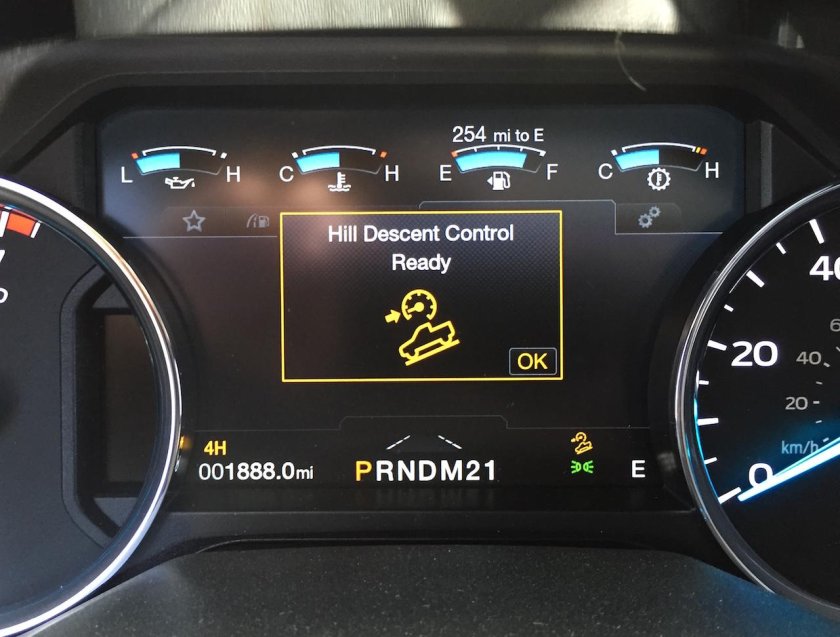 254 mi to E
L H C H E F C H
Hill Descent Control
Ready
OK
4H
001888.0mi
PRNDM21
E
20
40
20
km/h
0